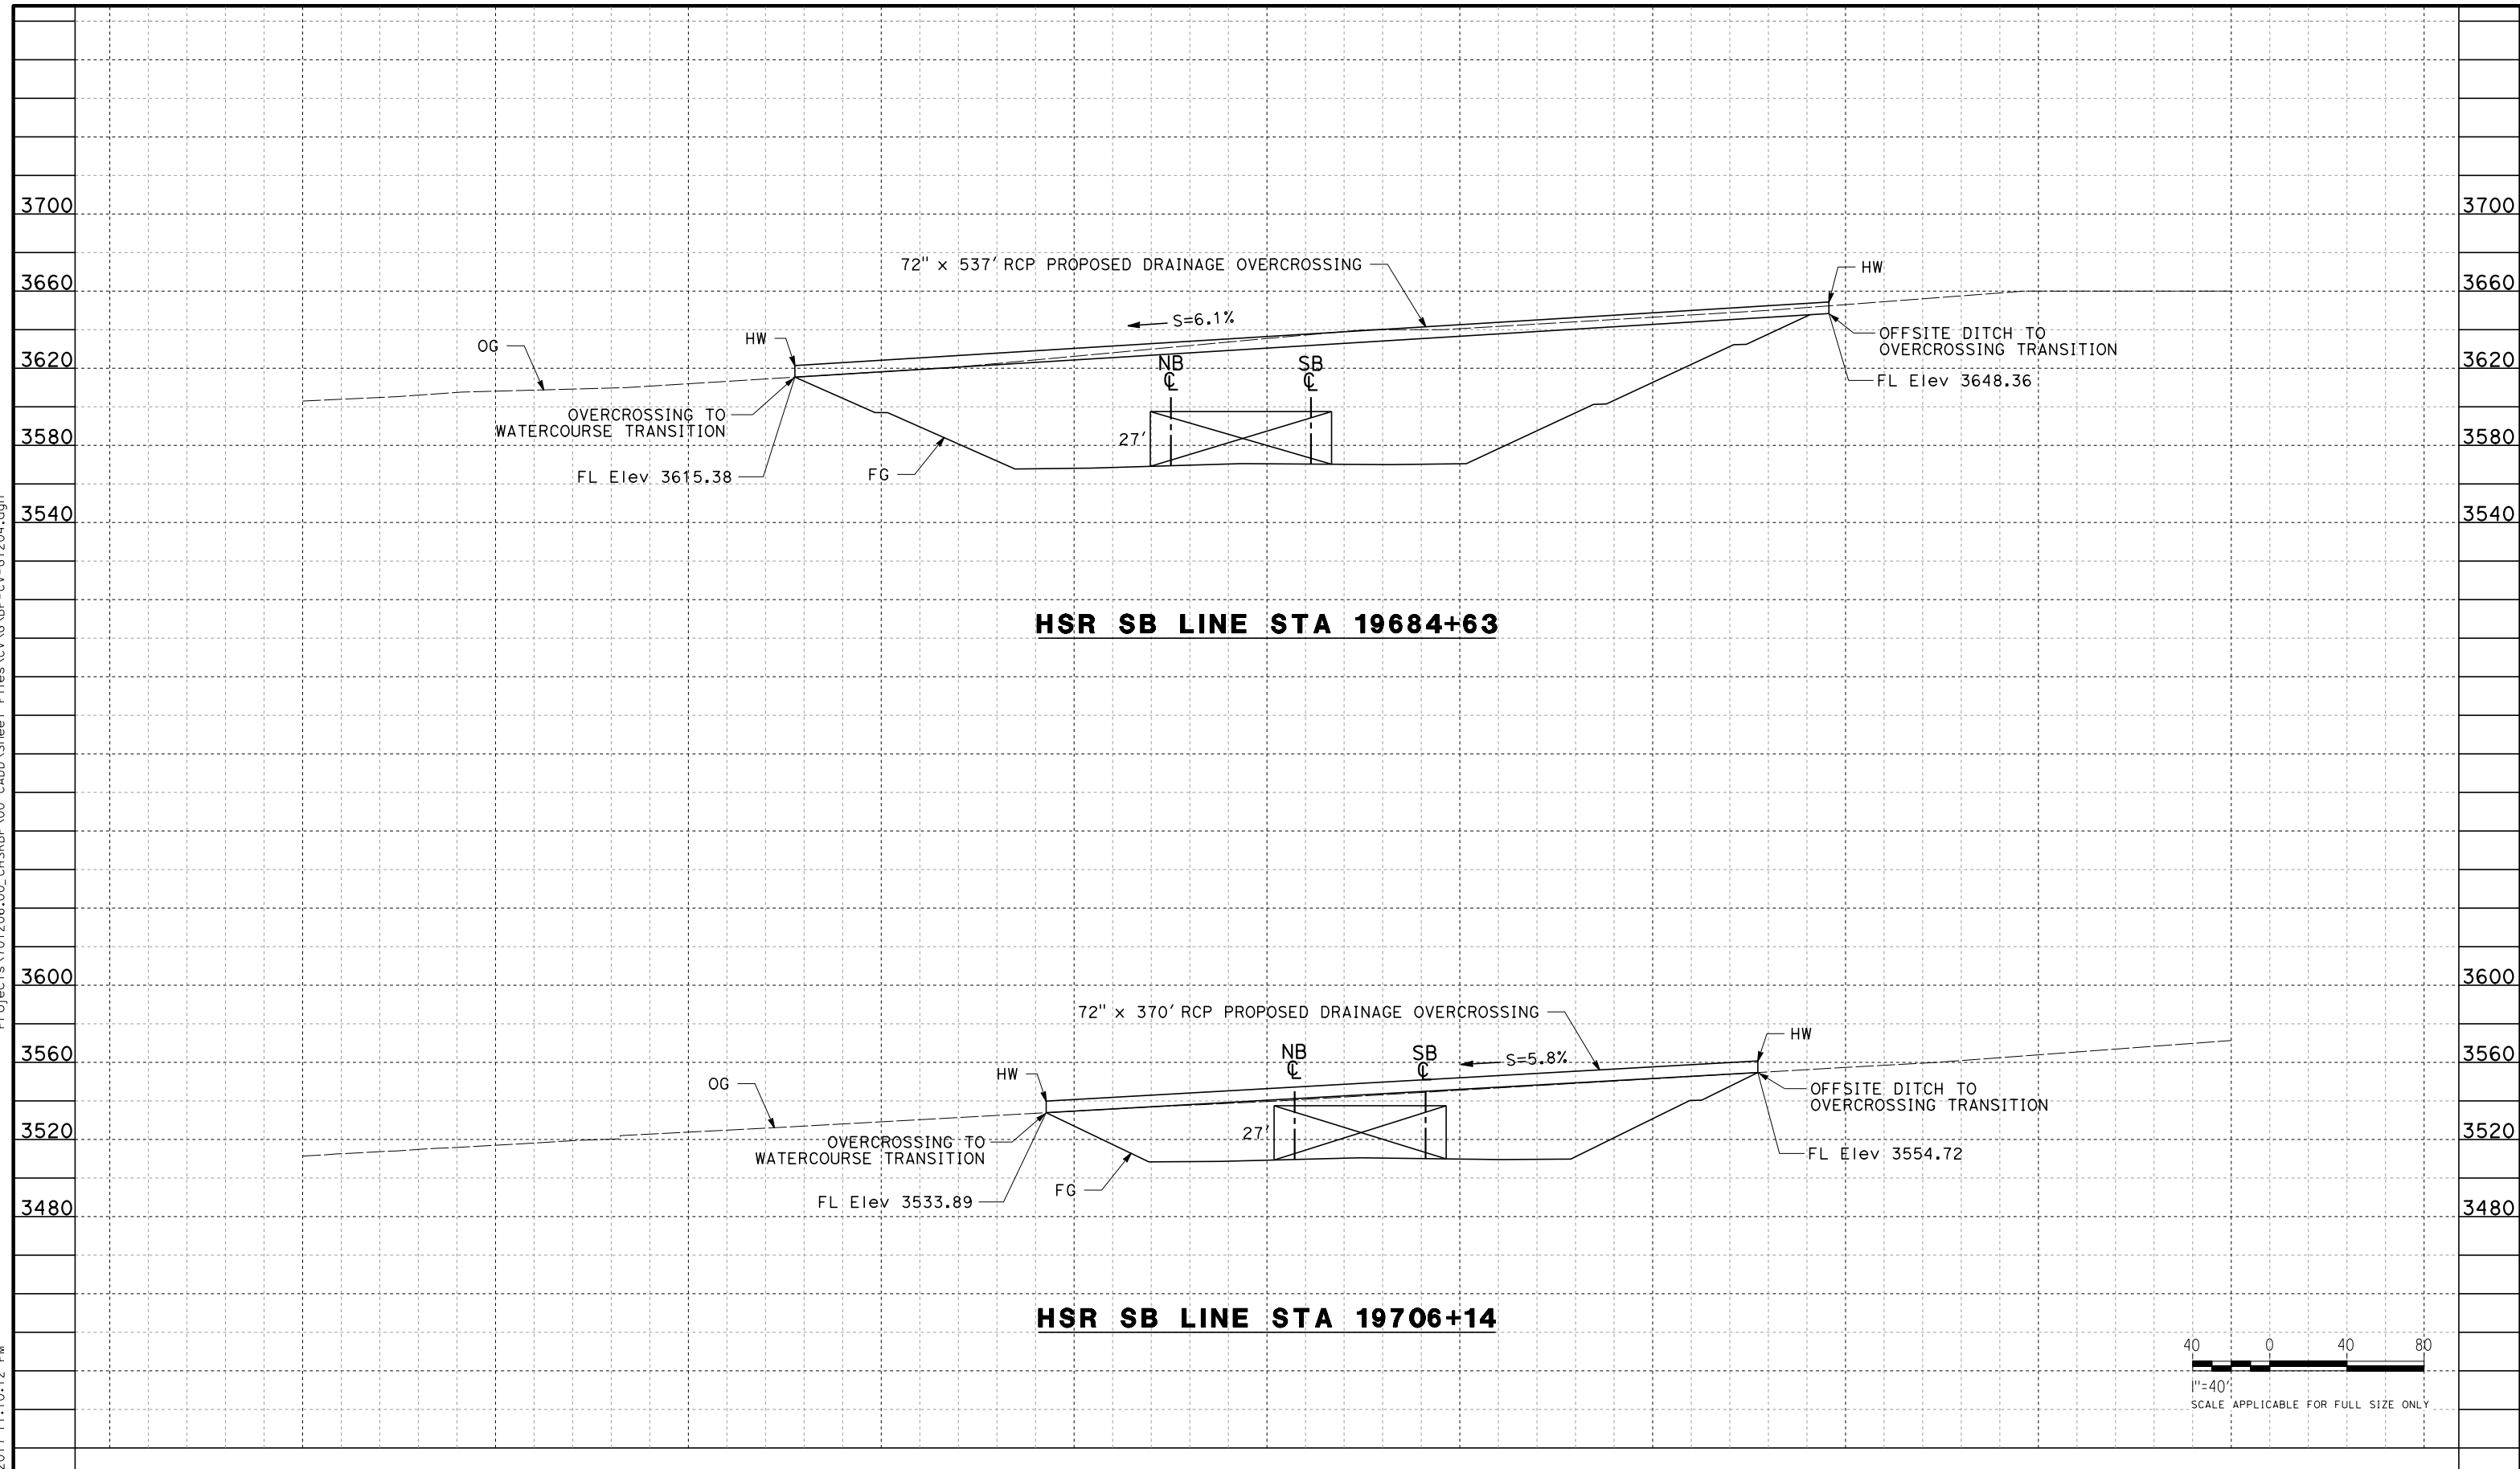 3700 3700
72" x 537' RCP PROPOSED DRAINAGE OVERCROSSING
HW
3660 3660
S=6.1%
OG
HW
OFFSITE DITCH TO
OVERCROSSING TRANSITION
3620 3620
NB
℄
SB
℄
FL Elev 3648.36
OVERCROSSING TO
WATERCOURSE TRANSITION
27'
3580 3580
FL Elev 3615.38
FG
3540 3540
HSR SB LINE STA 19684+63
3600 3600
72" x 370' RCP PROPOSED DRAINAGE OVERCROSSING
HW
3560 3560
NB
℄
SB
℄
S=5.8%
HW
OG
OFFSITE DITCH TO
OVERCROSSING TRANSITION
3520 3520
27'
OVERCROSSING TO
WATERCOURSE TRANSITION
FL Elev 3554.72
FG
FL Elev 3533.89
3480 3480
HSR SB LINE STA 19706+14
40 0 40 80
1"=40'
SCALE APPLICABLE FOR FULL SIZE ONLY